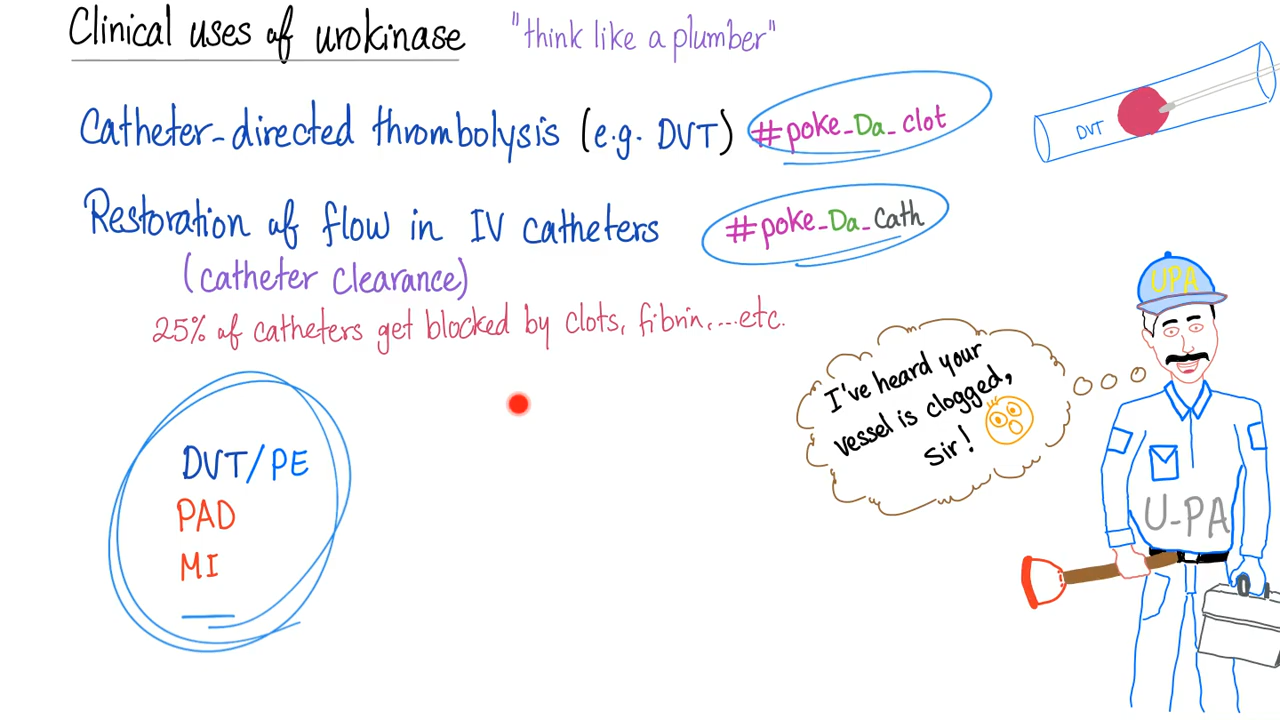 Clinical uses of urokinase "think like a plumber"
Catheter-directed thrombolysis (e.g. DVT) #poke_Da_clot
DVT
Restoration of flow in IV catheters #poke_Da_Cath
(catheter clearance)
25% of catheters get blocked by clots, fibrin,...etc.
DVT/PE
PAD
MI
I've heard your
vessel is clogged,
Sir!
UPA
U-PA